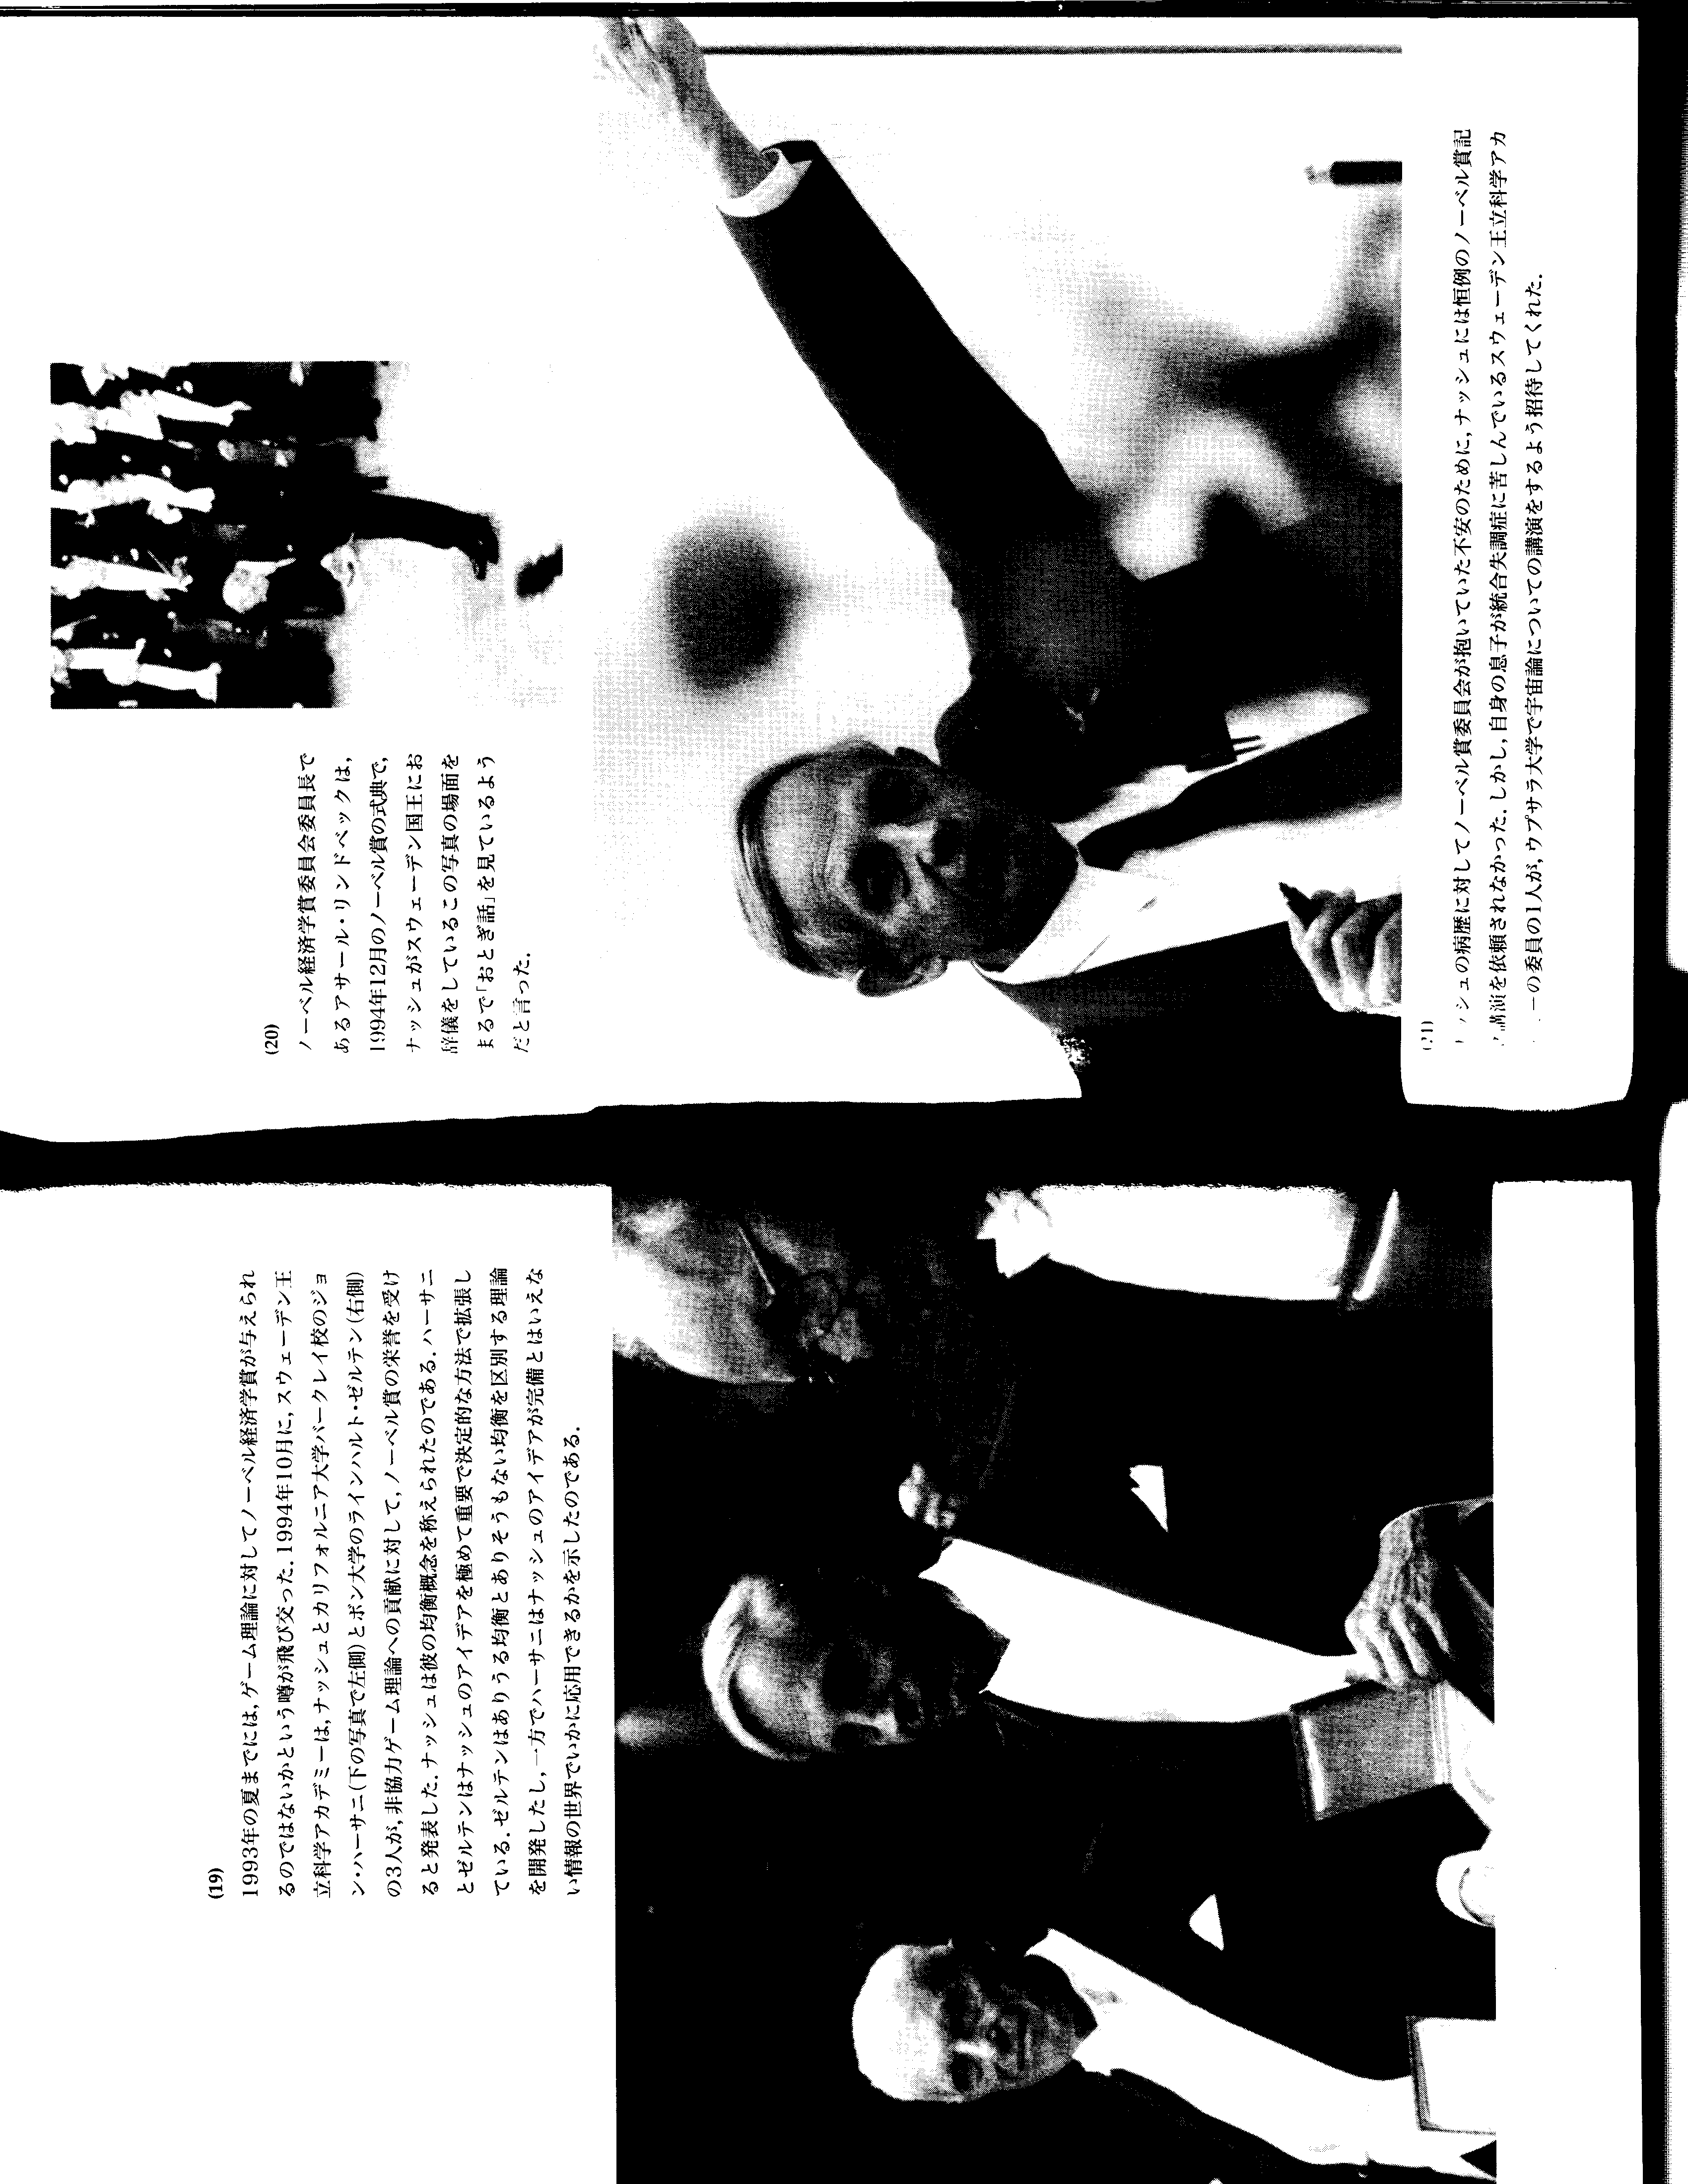 (19)
1993年の夏までには,ゲーム理論に対してノーベル経済学賞が与えられ
るのではないかという噂が飛び交った.1994年10月に,スウェーデン王
立科学アカデミーは,ナッシュとカリフォルニア大学バークレイ校のジョ
ン・ハーサニ(下の写真で左側)とボン大学のラインハルト・ゼルテン(右側)
の3人が,非協力ゲーム理論への貢献に対して,ノーベル賞の栄誉を受け
ると発表した.ナッシュは彼の均衡概念を称えられたのである.ハーサニ
とゼルテンはナッシュのアイデアを極めて重要で決定的な方法で拡張し
ている.ゼルテンはありうる均衡とありそうもない均衡を区別する理論
を開発したし,一方でハーサニはナッシュのアイデアが完備とはいえな
い情報の世界でいかに応用できるかを示したのである.
(20)
ノーベル経済学賞委員会委員長で
あるアサール・リンドベックは,
1994年12月のノーベル賞の式典で,
ナッシュがスウェーデン国王にお
辞儀をしているこの写真の場面を
まるで「おとぎ話」を見ているよう
だと言った.
(21)
ッシュの病歴に対してノーベル賞委員会が抱いていた不安のために,ナッシュには恒例のノーベル賞記
講演を依頼されなかった.しかし,自身の息子が統合失調症に苦しんでいるスウェーデン王立科学アカ
ーの委員の1人が,ウプサラ大学で宇宙論についての講演をするよう招待してくれた.